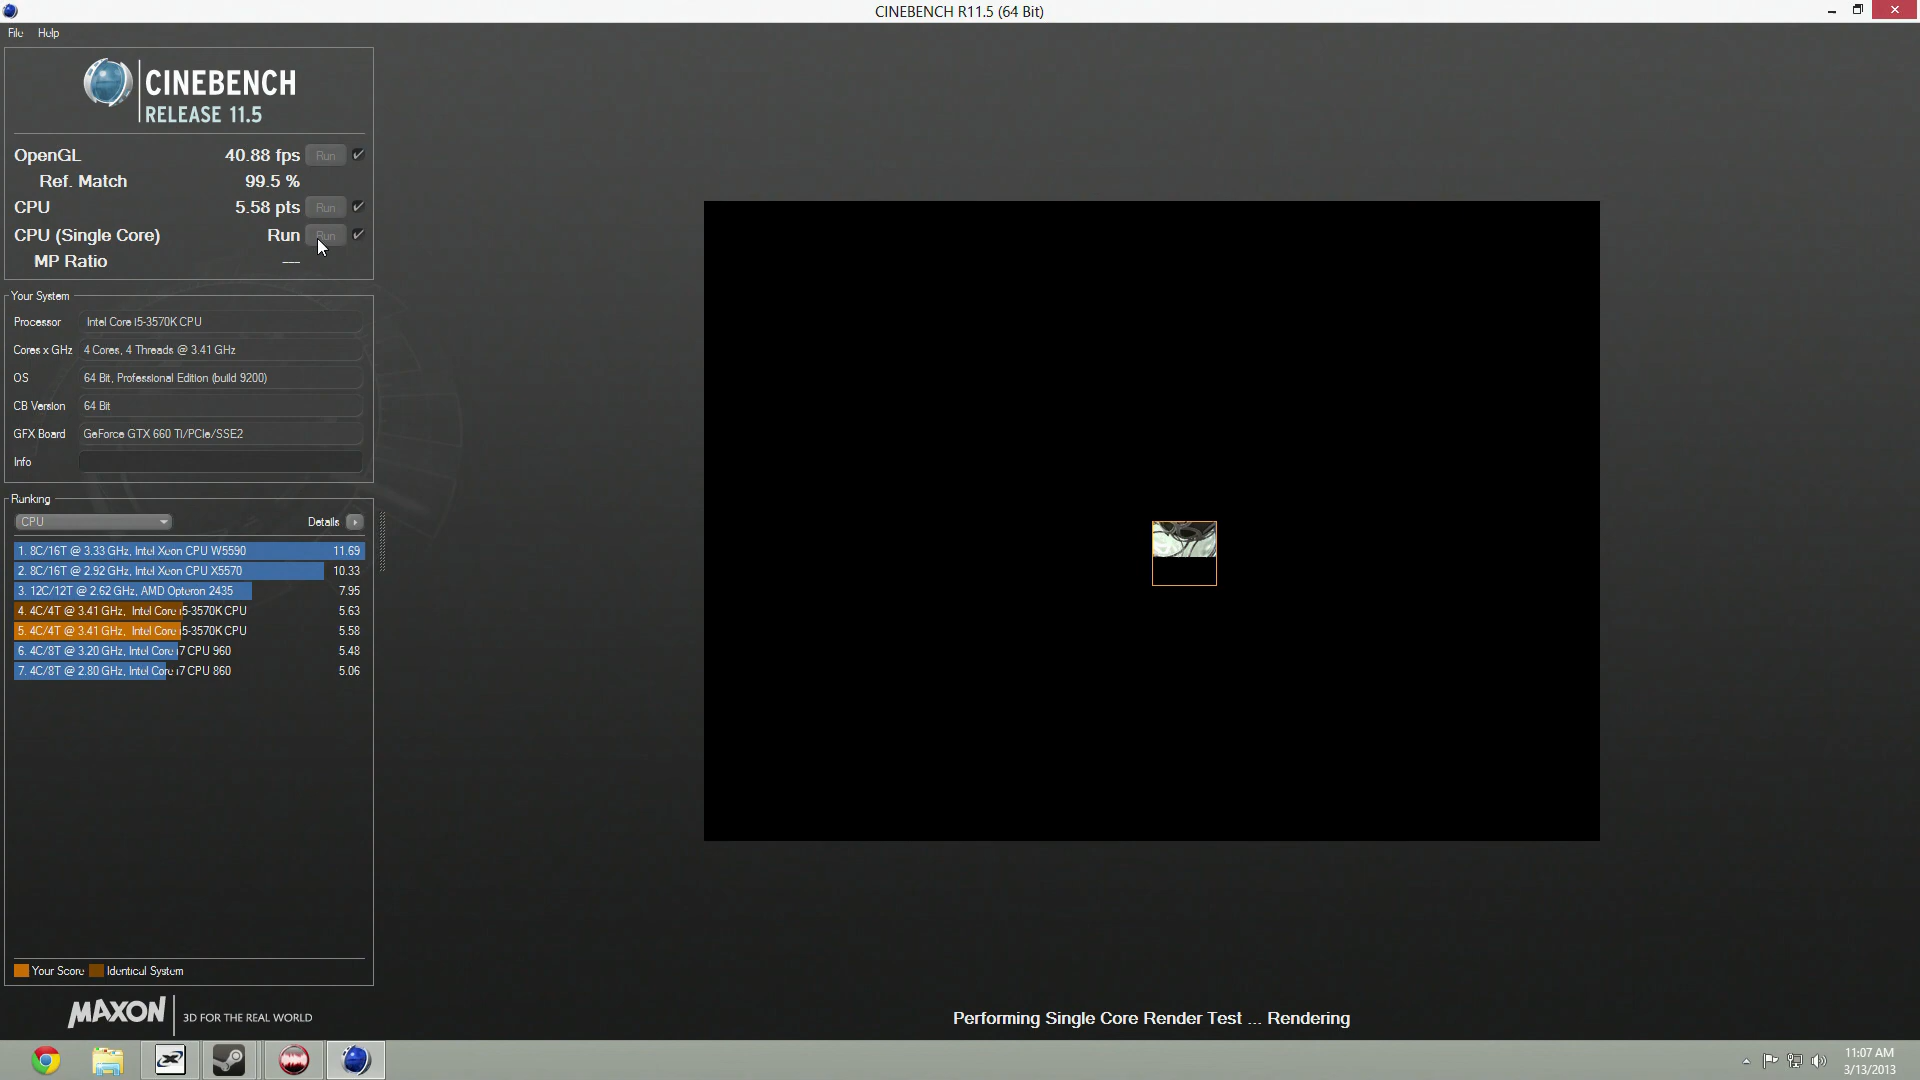 CINEBENCH R11.5 (64 Bit)
File Help
CINEBENCH
RELEASE 11.5
OpenGL 40.88 fps Run
Ref. Match 99.5 %
CPU 5.58 pts Run
CPU (Single Core) Run Run
MP Ratio ---
Your System
Processor Intel Core i5-3570K CPU
Cores x GHz 4 Cores, 4 Threads @ 3.41 GHz
OS 64 Bit, Professional Edition (build 9200)
CB Version 64 Bit
GFX Board GeForce GTX 660 Ti/PCIe/SSE2
Info
Ranking
CPU Details
1. 8C/16T @ 3.33 GHz, Intel Xeon CPU W5590 11.69
2. 8C/16T @ 2.92 GHz, Intel Xeon CPU X5570 10.33
3. 12C/12T @ 2.62 GHz, AMD Opteron 2435 7.95
4. 4C/4T @ 3.41 GHz, Intel Core i5-3570K CPU 5.63
5. 4C/4T @ 3.41 GHz, Intel Core i5-3570K CPU 5.58
6. 4C/8T @ 3.20 GHz, Intel Core i7 CPU 960 5.48
7. 4C/8T @ 2.80 GHz, Intel Core i7 CPU 860 5.06
Your Score Identical System
MAXON 3D FOR THE REAL WORLD
Performing Single Core Render Test ... Rendering
11:07 AM
3/13/2013